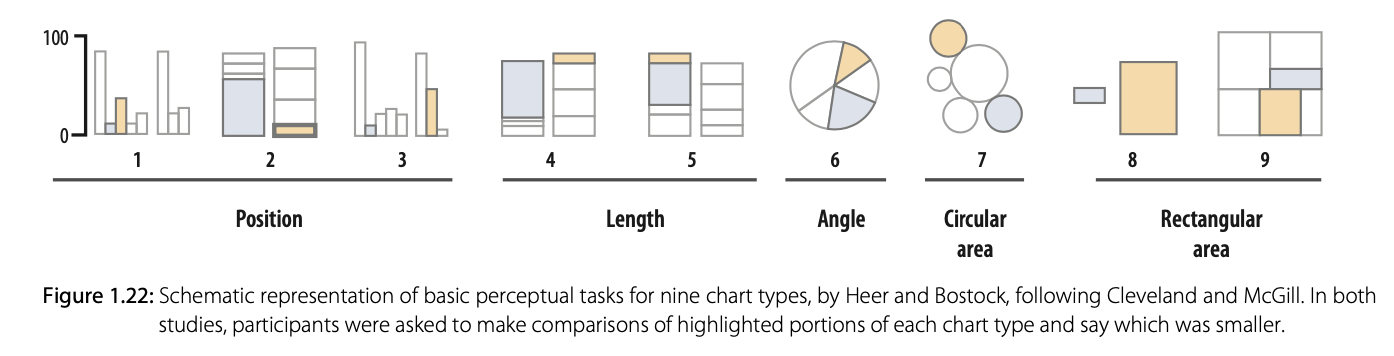 100
0
1 2 3 4 5 6 7 8 9
Position Length Angle Circular area Rectangular area
Figure 1.22: Schematic representation of basic perceptual tasks for nine chart types, by Heer and Bostock, following Cleveland and McGill. In both
studies, participants were asked to make comparisons of highlighted portions of each chart type and say which was smaller.